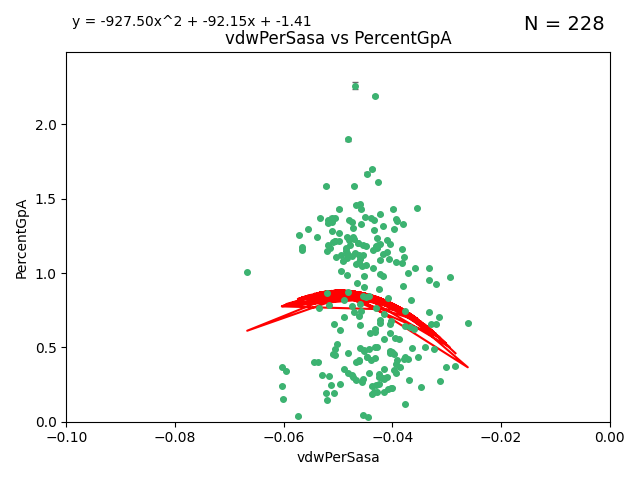 y = -927.50x^2 + -92.15x + -1.41
N = 228
vdwPerSasa vs PercentGpA
PercentGpA
2.0
1.5
1.0
0.5
0.0
−0.10 −0.08 −0.06 −0.04 −0.02 0.00
vdwPerSasa